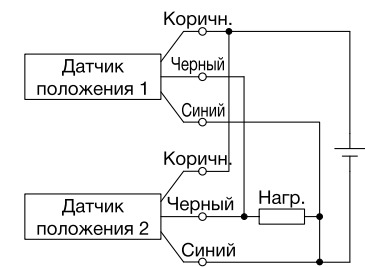 Коричн.
Датчик
положения 1
Черный
Синий
Коричн.
Датчик
положения 2
Черный
Нагр.
Синий